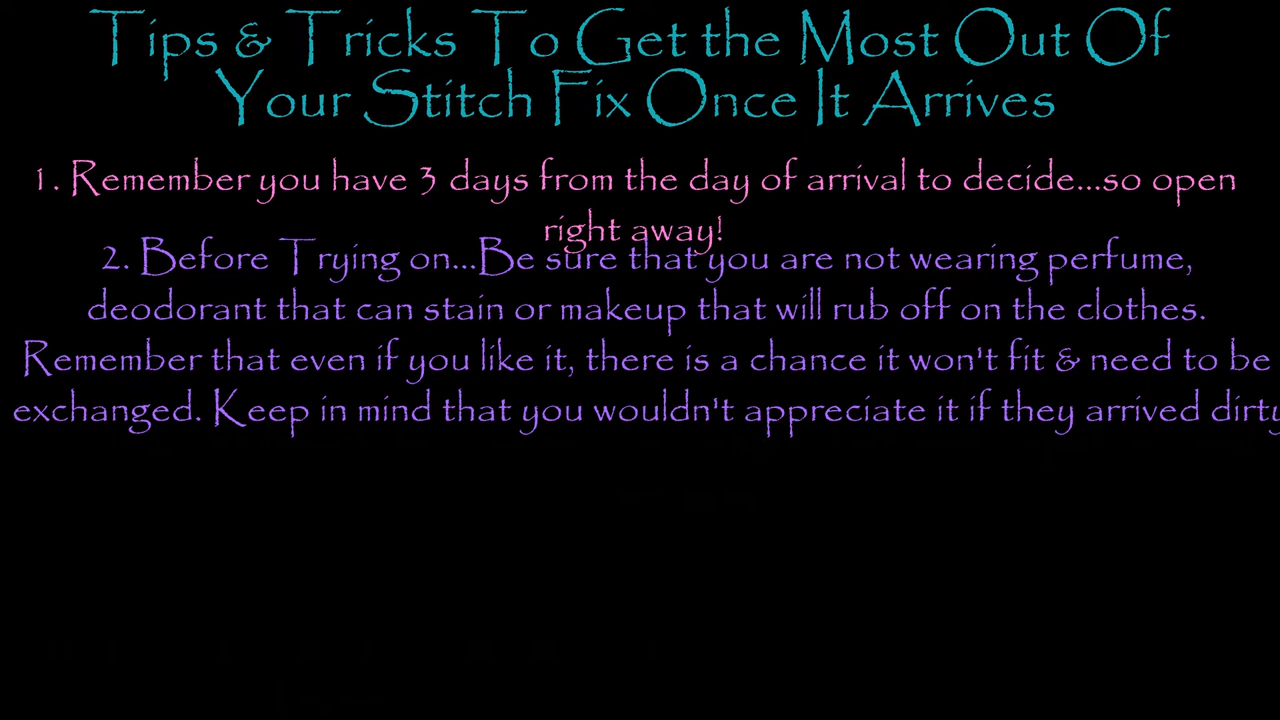 Tips & Tricks To Get the Most Out Of
Your Stitch Fix Once It Arrives
1. Remember you have 3 days from the day of arrival to decide...so open
right away!
2. Before Trying on...Be sure that you are not wearing perfume,
deodorant that can stain or makeup that will rub off on the clothes.
Remember that even if you like it, there is a chance it won't fit & need to be
exchanged. Keep in mind that you wouldn't appreciate it if they arrived dirty